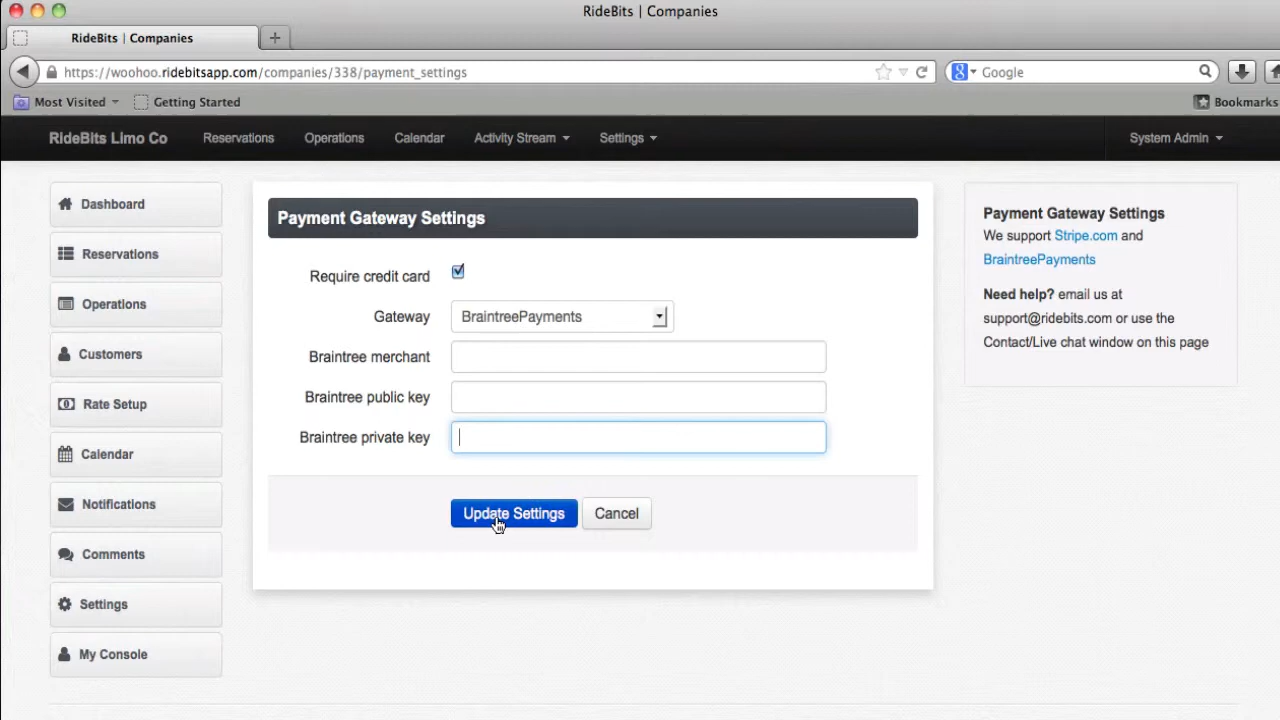 RideBits | Companies
RideBits | Companies
https://woohoo.ridebitsapp.com/companies/338/payment_settings
Google
Most Visited
Getting Started
Bookmarks
RideBits Limo Co
Reservations
Operations
Calendar
Activity Stream
Settings
System Admin
Dashboard
Reservations
Operations
Customers
Rate Setup
Calendar
Notifications
Comments
Settings
My Console
Payment Gateway Settings
Require credit card
Gateway
BraintreePayments
Braintree merchant
Braintree public key
Braintree private key
Update Settings
Cancel
Payment Gateway Settings
We support Stripe.com and
BraintreePayments
Need help? email us at
support@ridebits.com or use the
Contact/Live chat window on this page